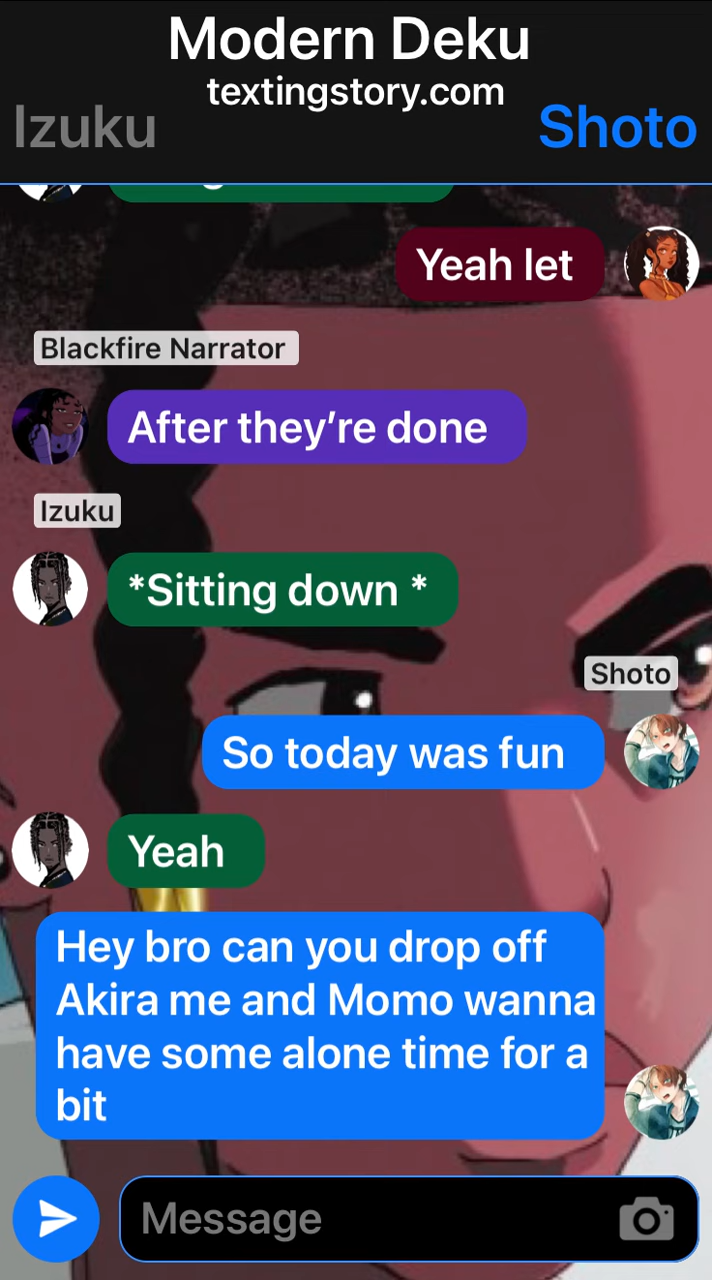 Modern Deku
textingstory.com
Izuku
Shoto
Yeah let
Blackfire Narrator
After they’re done
Izuku
*Sitting down *
Shoto
So today was fun
Yeah
Hey bro can you drop off
Akira me and Momo wanna
have some alone time for a
bit
Message